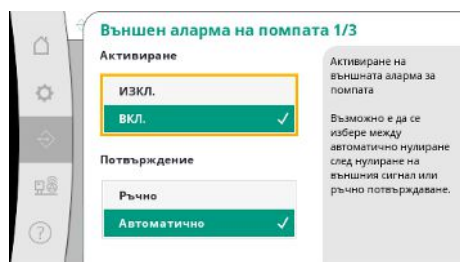 Външен аларма на помпата 1/3
Активиране
ИЗКЛ.
ВКЛ.
Потвърждение
Ръчно
Автоматично
Активиране на
външната аларма за
помпата
Възможно е да се
избере между
автоматично нулиране
след нулиране на
външния сигнал или
ръчно потвърждаване.